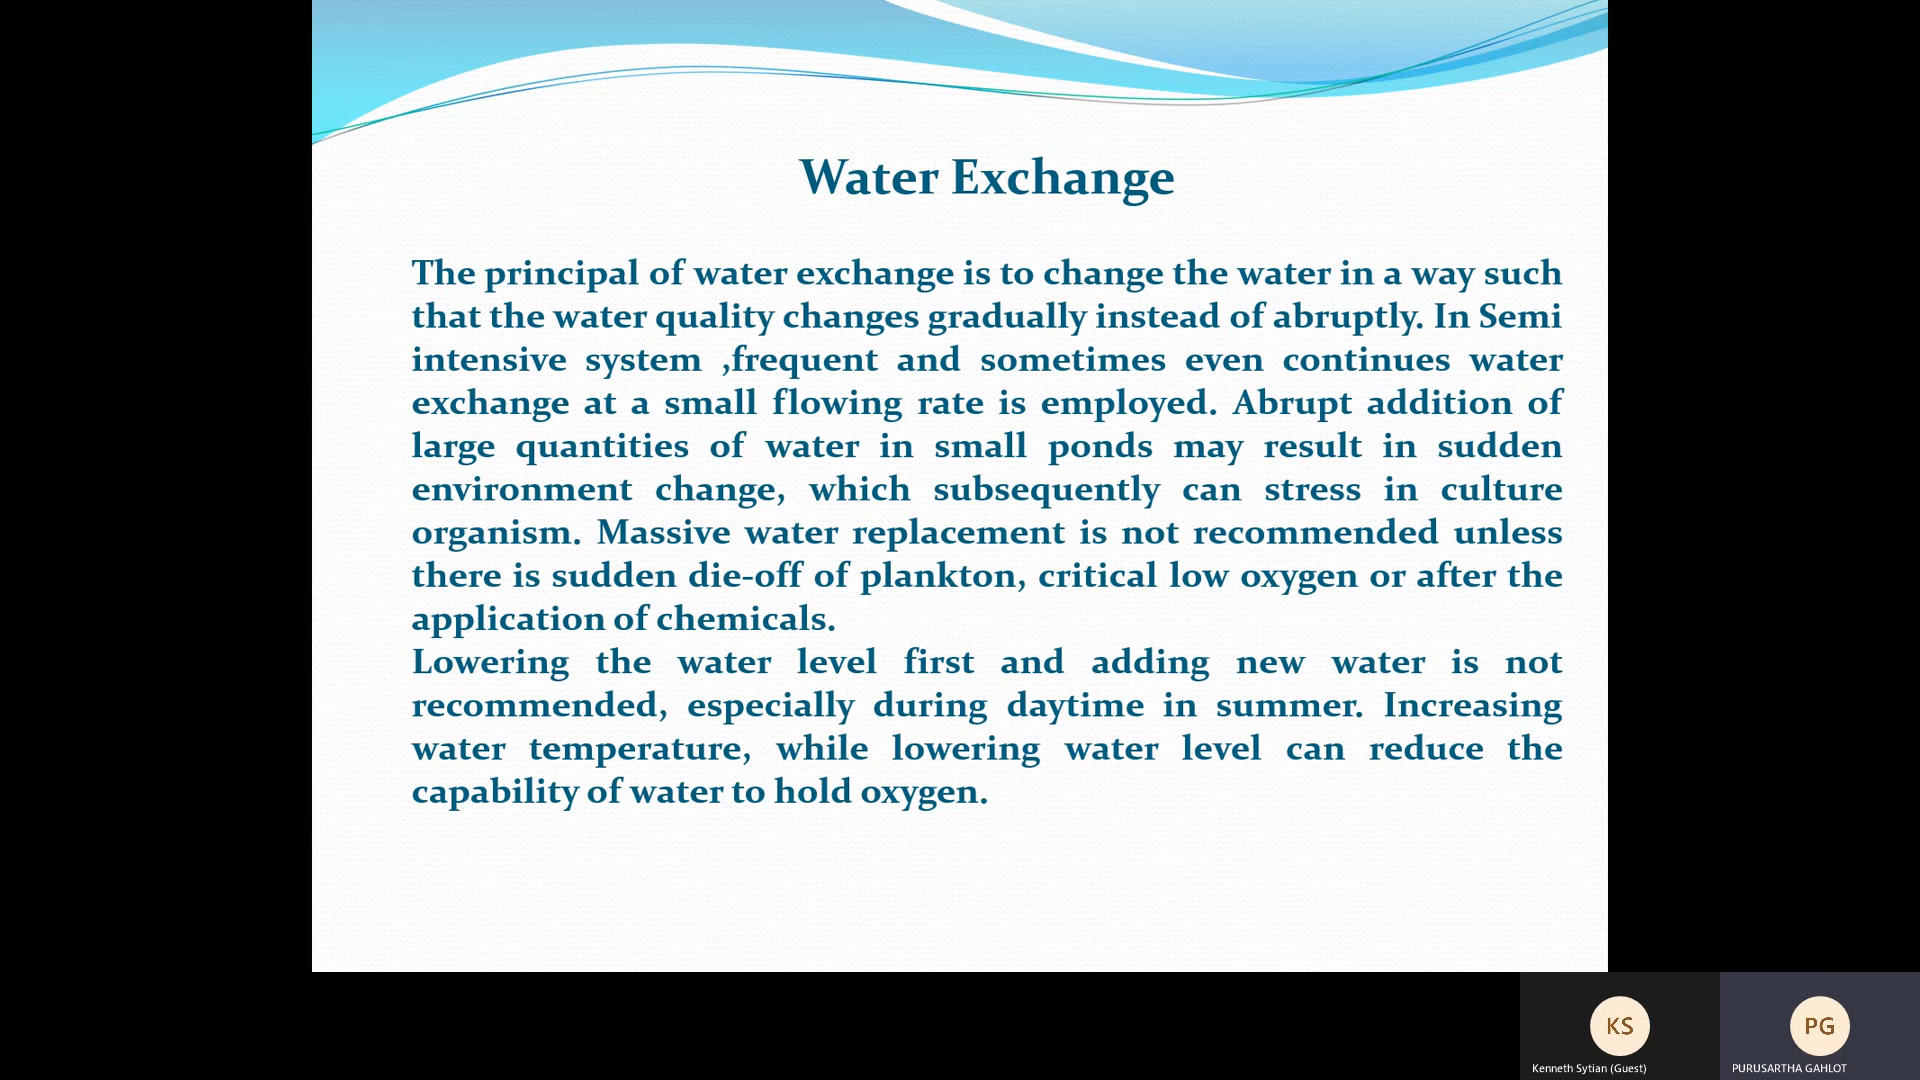 Water Exchange
The principal of water exchange is to change the water in a way such
that the water quality changes gradually instead of abruptly. In Semi
intensive system ,frequent and sometimes even continues water
exchange at a small flowing rate is employed. Abrupt addition of
large quantities of water in small ponds may result in sudden
environment change, which subsequently can stress in culture
organism. Massive water replacement is not recommended unless
there is sudden die-off of plankton, critical low oxygen or after the
application of chemicals.
Lowering the water level first and adding new water is not
recommended, especially during daytime in summer. Increasing
water temperature, while lowering water level can reduce the
capability of water to hold oxygen.
KS
PG
Kenneth Sytian (Guest)
PURUSARTHA GAHLOT